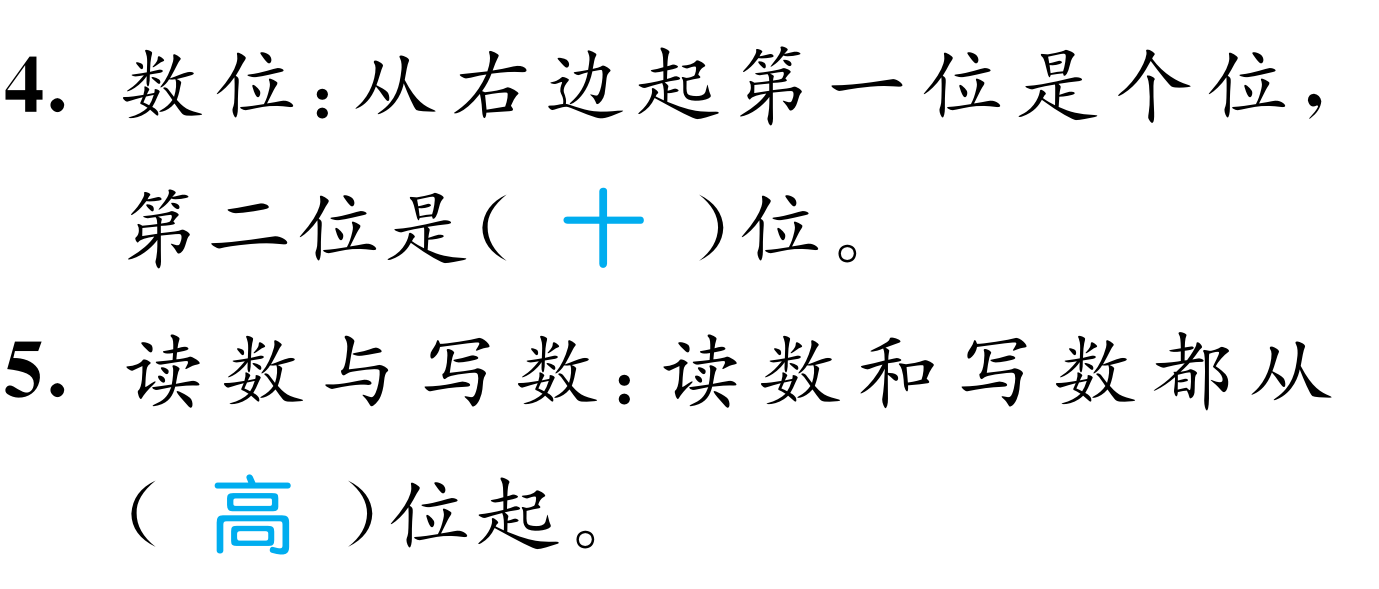 4. 数位:从右边起第一位是个位,
第二位是( 十 )位。
5. 读数与写数:读数和写数都从
( 高 )位起。